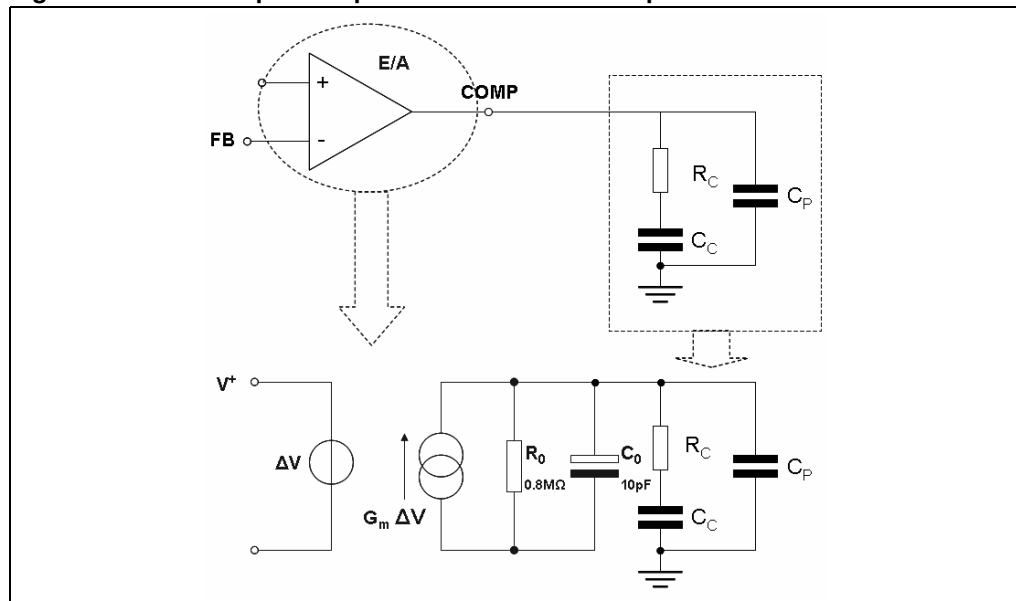 E/A
+
COMP
FB
-
R_C
C_P
C_C
V⁺
ΔV
G_m ΔV
R_0
0.8MΩ
C_0
10pF
R_C
C_P
C_C